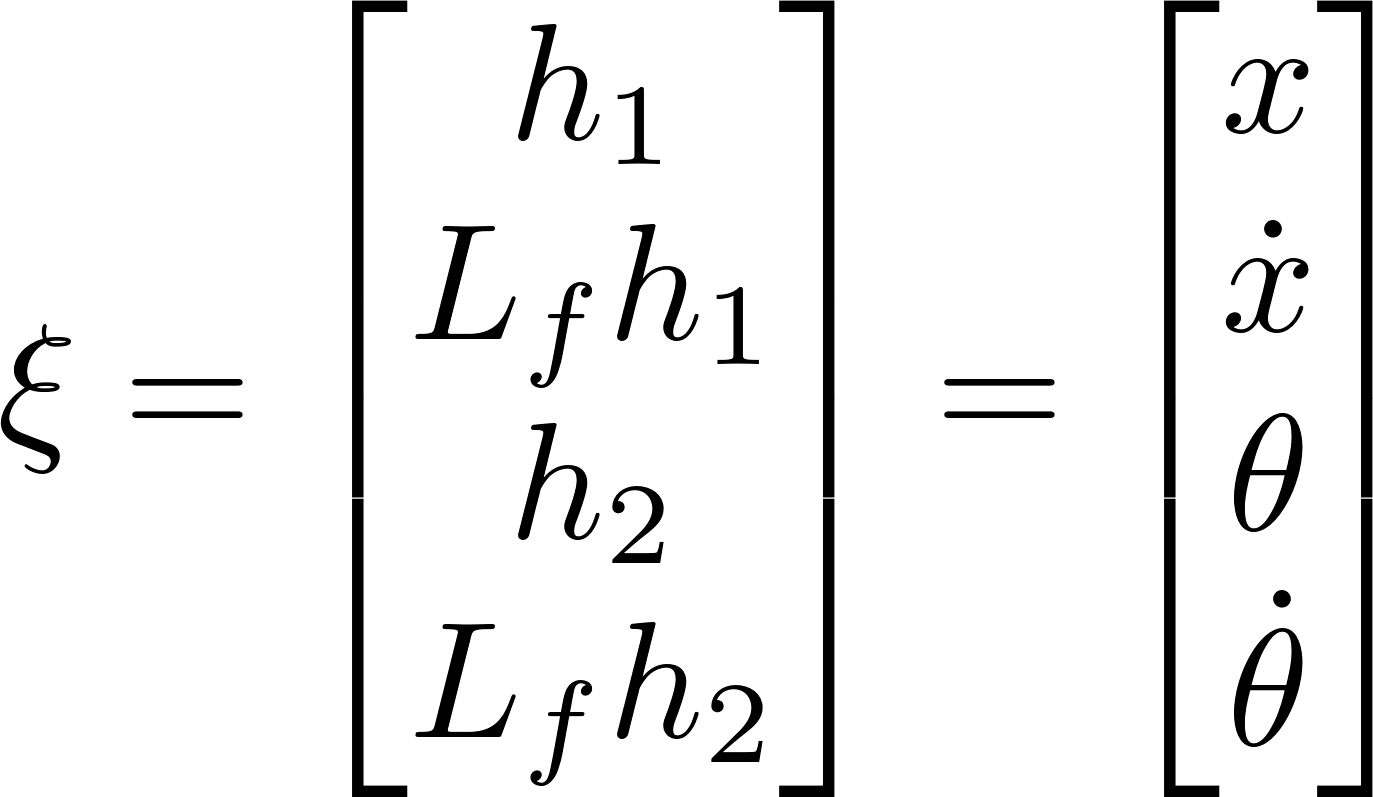 ξ = [ h₁ ; L_f h₁ ; h₂ ; L_f h₂ ] = [ x ; ẋ ; θ ; θ̇ ]